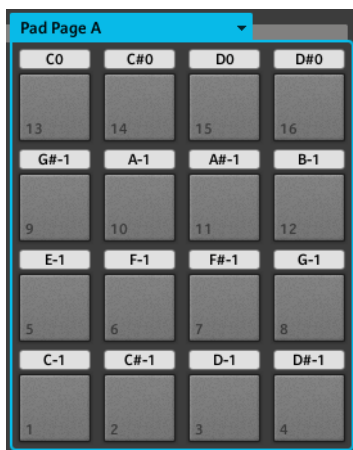 Pad Page A
C0 C#0 D0 D#0
13 14 15 16
G#-1 A-1 A#-1 B-1
9 10 11 12
E-1 F-1 F#-1 G-1
5 6 7 8
C-1 C#-1 D-1 D#-1
1 2 3 4